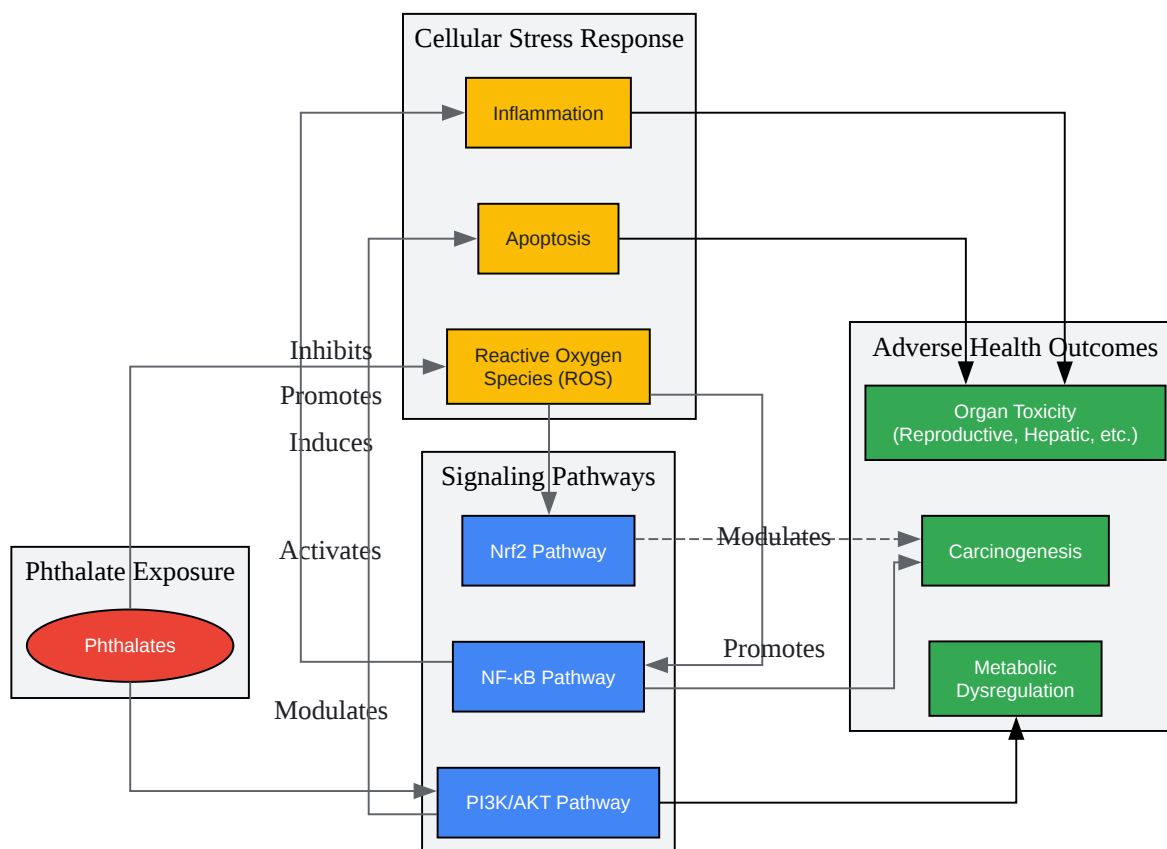 Cellular Stress Response
Inflammation
Apoptosis
Reactive Oxygen
Species (ROS)
Inhibits
Promotes
Induces
Activates
Modulates
Phthalate Exposure
Phthalates
Signaling Pathways
Nrf2 Pathway
NF-κB Pathway
PI3K/AKT Pathway
Modulates
Promotes
Adverse Health Outcomes
Organ Toxicity
(Reproductive, Hepatic, etc.)
Carcinogenesis
Metabolic
Dysregulation